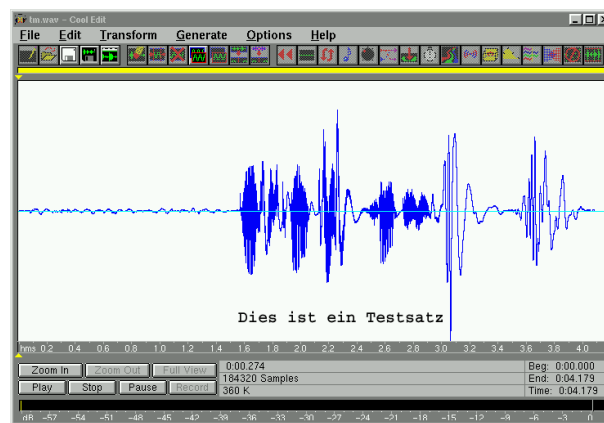 tm.wav - Cool Edit
File Edit Transform Generate Options Help
Dies ist ein Testsatz
hms 0.2 0.4 0.6 0.8 1.0 1.2 1.4 1.6 1.8 2.0 2.2 2.4 2.6 2.8 3.0 3.2 3.4 3.6 3.8 4.0
Zoom In Zoom Out Full View 0:00.274 Beg: 0:00.000
184320 Samples End: 0:04.179
Play Stop Pause Record 360 K Time: 0:04.179
dB -57 -54 -51 -48 -45 -42 -39 -36 -33 -30 -27 -24 -21 -18 -15 -12 -9 -6 -3 0